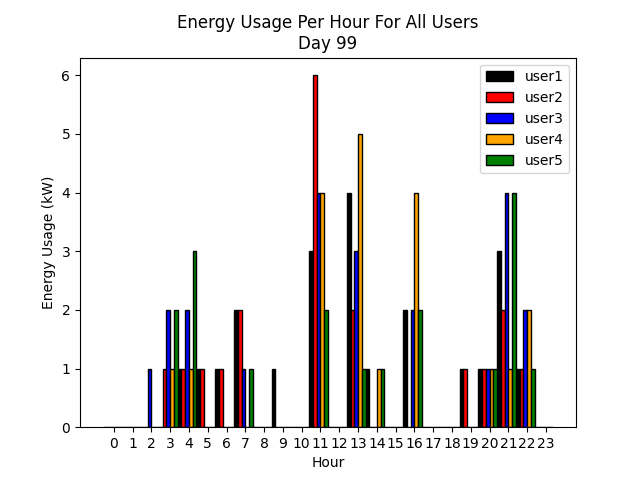 Energy Usage Per Hour For All Users
Day 99
user1
user2
user3
user4
user5
6
5
4
3
2
1
0
Energy Usage (kW)
0 1 2 3 4 5 6 7 8 9 10 11 12 13 14 15 16 17 18 19 20 21 22 23
Hour